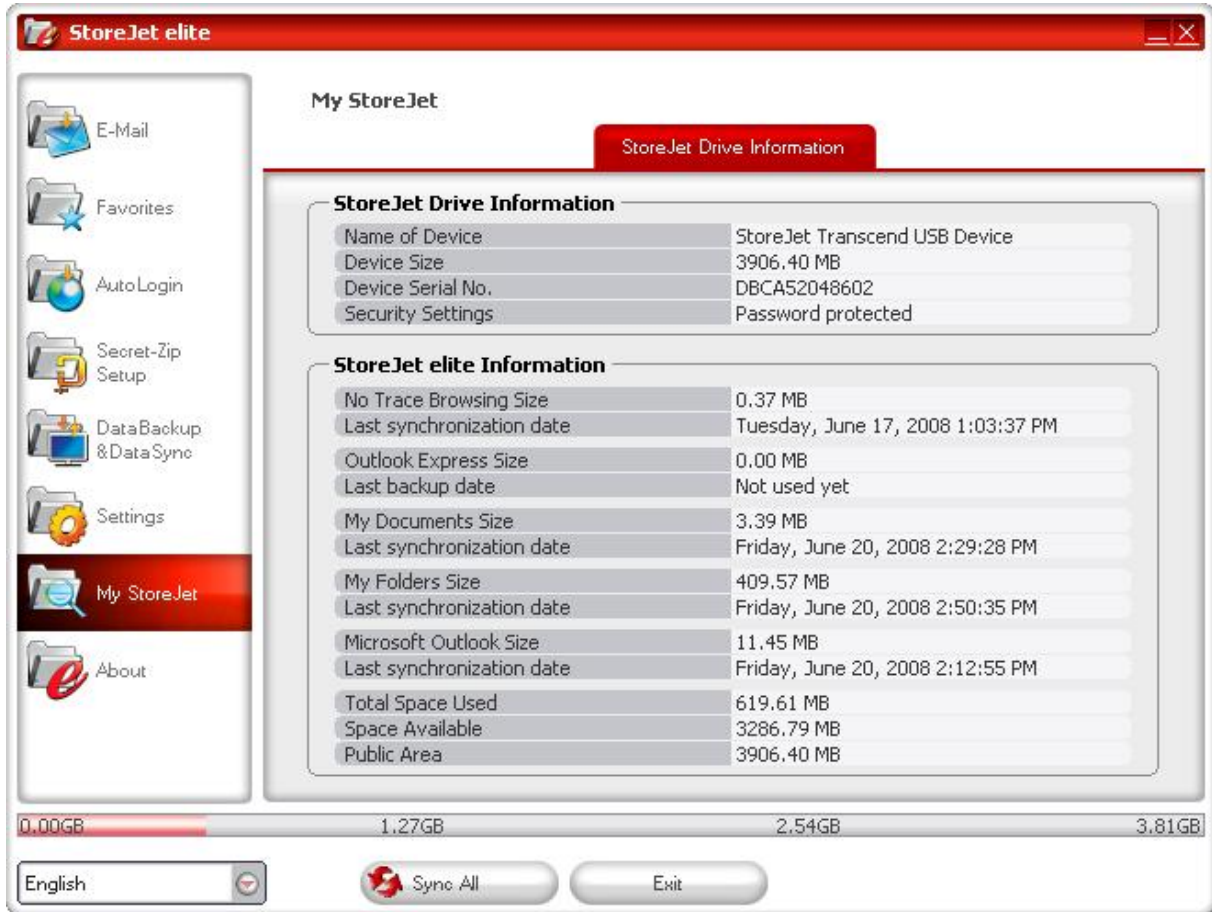 StoreJet elite
E-Mail
Favorites
AutoLogin
Secret-Zip
Setup
DataBackup
&DataSync
Settings
My StoreJet
About
My StoreJet
StoreJet Drive Information
StoreJet Drive Information
Name of Device StoreJet Transcend USB Device
Device Size 3906.40 MB
Device Serial No. DBCA52048602
Security Settings Password protected
StoreJet elite Information
No Trace Browsing Size 0.37 MB
Last synchronization date Tuesday, June 17, 2008 1:03:37 PM
Outlook Express Size 0.00 MB
Last backup date Not used yet
My Documents Size 3.39 MB
Last synchronization date Friday, June 20, 2008 2:29:28 PM
My Folders Size 409.57 MB
Last synchronization date Friday, June 20, 2008 2:50:35 PM
Microsoft Outlook Size 11.45 MB
Last synchronization date Friday, June 20, 2008 2:12:55 PM
Total Space Used 619.61 MB
Space Available 3286.79 MB
Public Area 3906.40 MB
0.00GB 1.27GB 2.54GB 3.81GB
English Sync All Exit